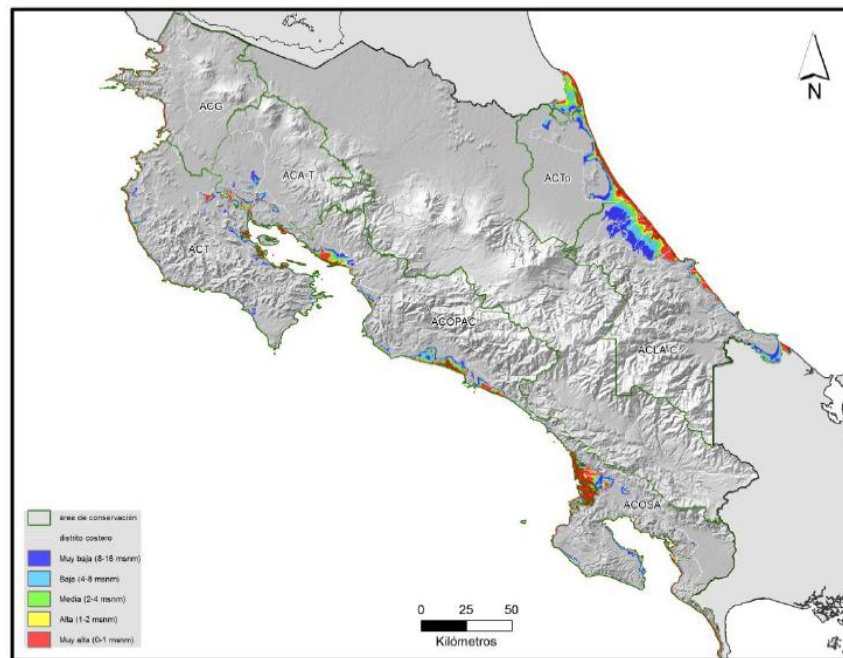 N
ACG
ACA-T
ACTo
ACT
ACOPAC
ACLA-C
ACOSA
área de conservación
distrito costero
Muy baja (8-16 msnm)
Baja (4-8 msnm)
Media (2-4 msnm)
Alta (1-2 msnm)
Muy alta (0-1 msnm)
0 25 50
Kilómetros